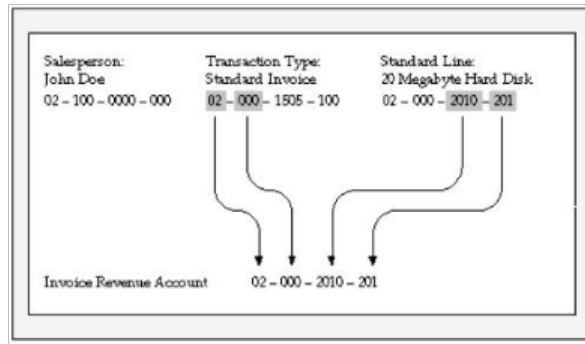 Salesperson:
John Doe
02 – 100 – 0000 – 000
Transaction Type:
Standard Invoice
02 – 000 – 1505 – 100
Standard Line:
20 Megabyte Hard Disk
02 – 000 – 2010 – 201
Invoice Revenue Account 02 – 000 – 2010 – 201